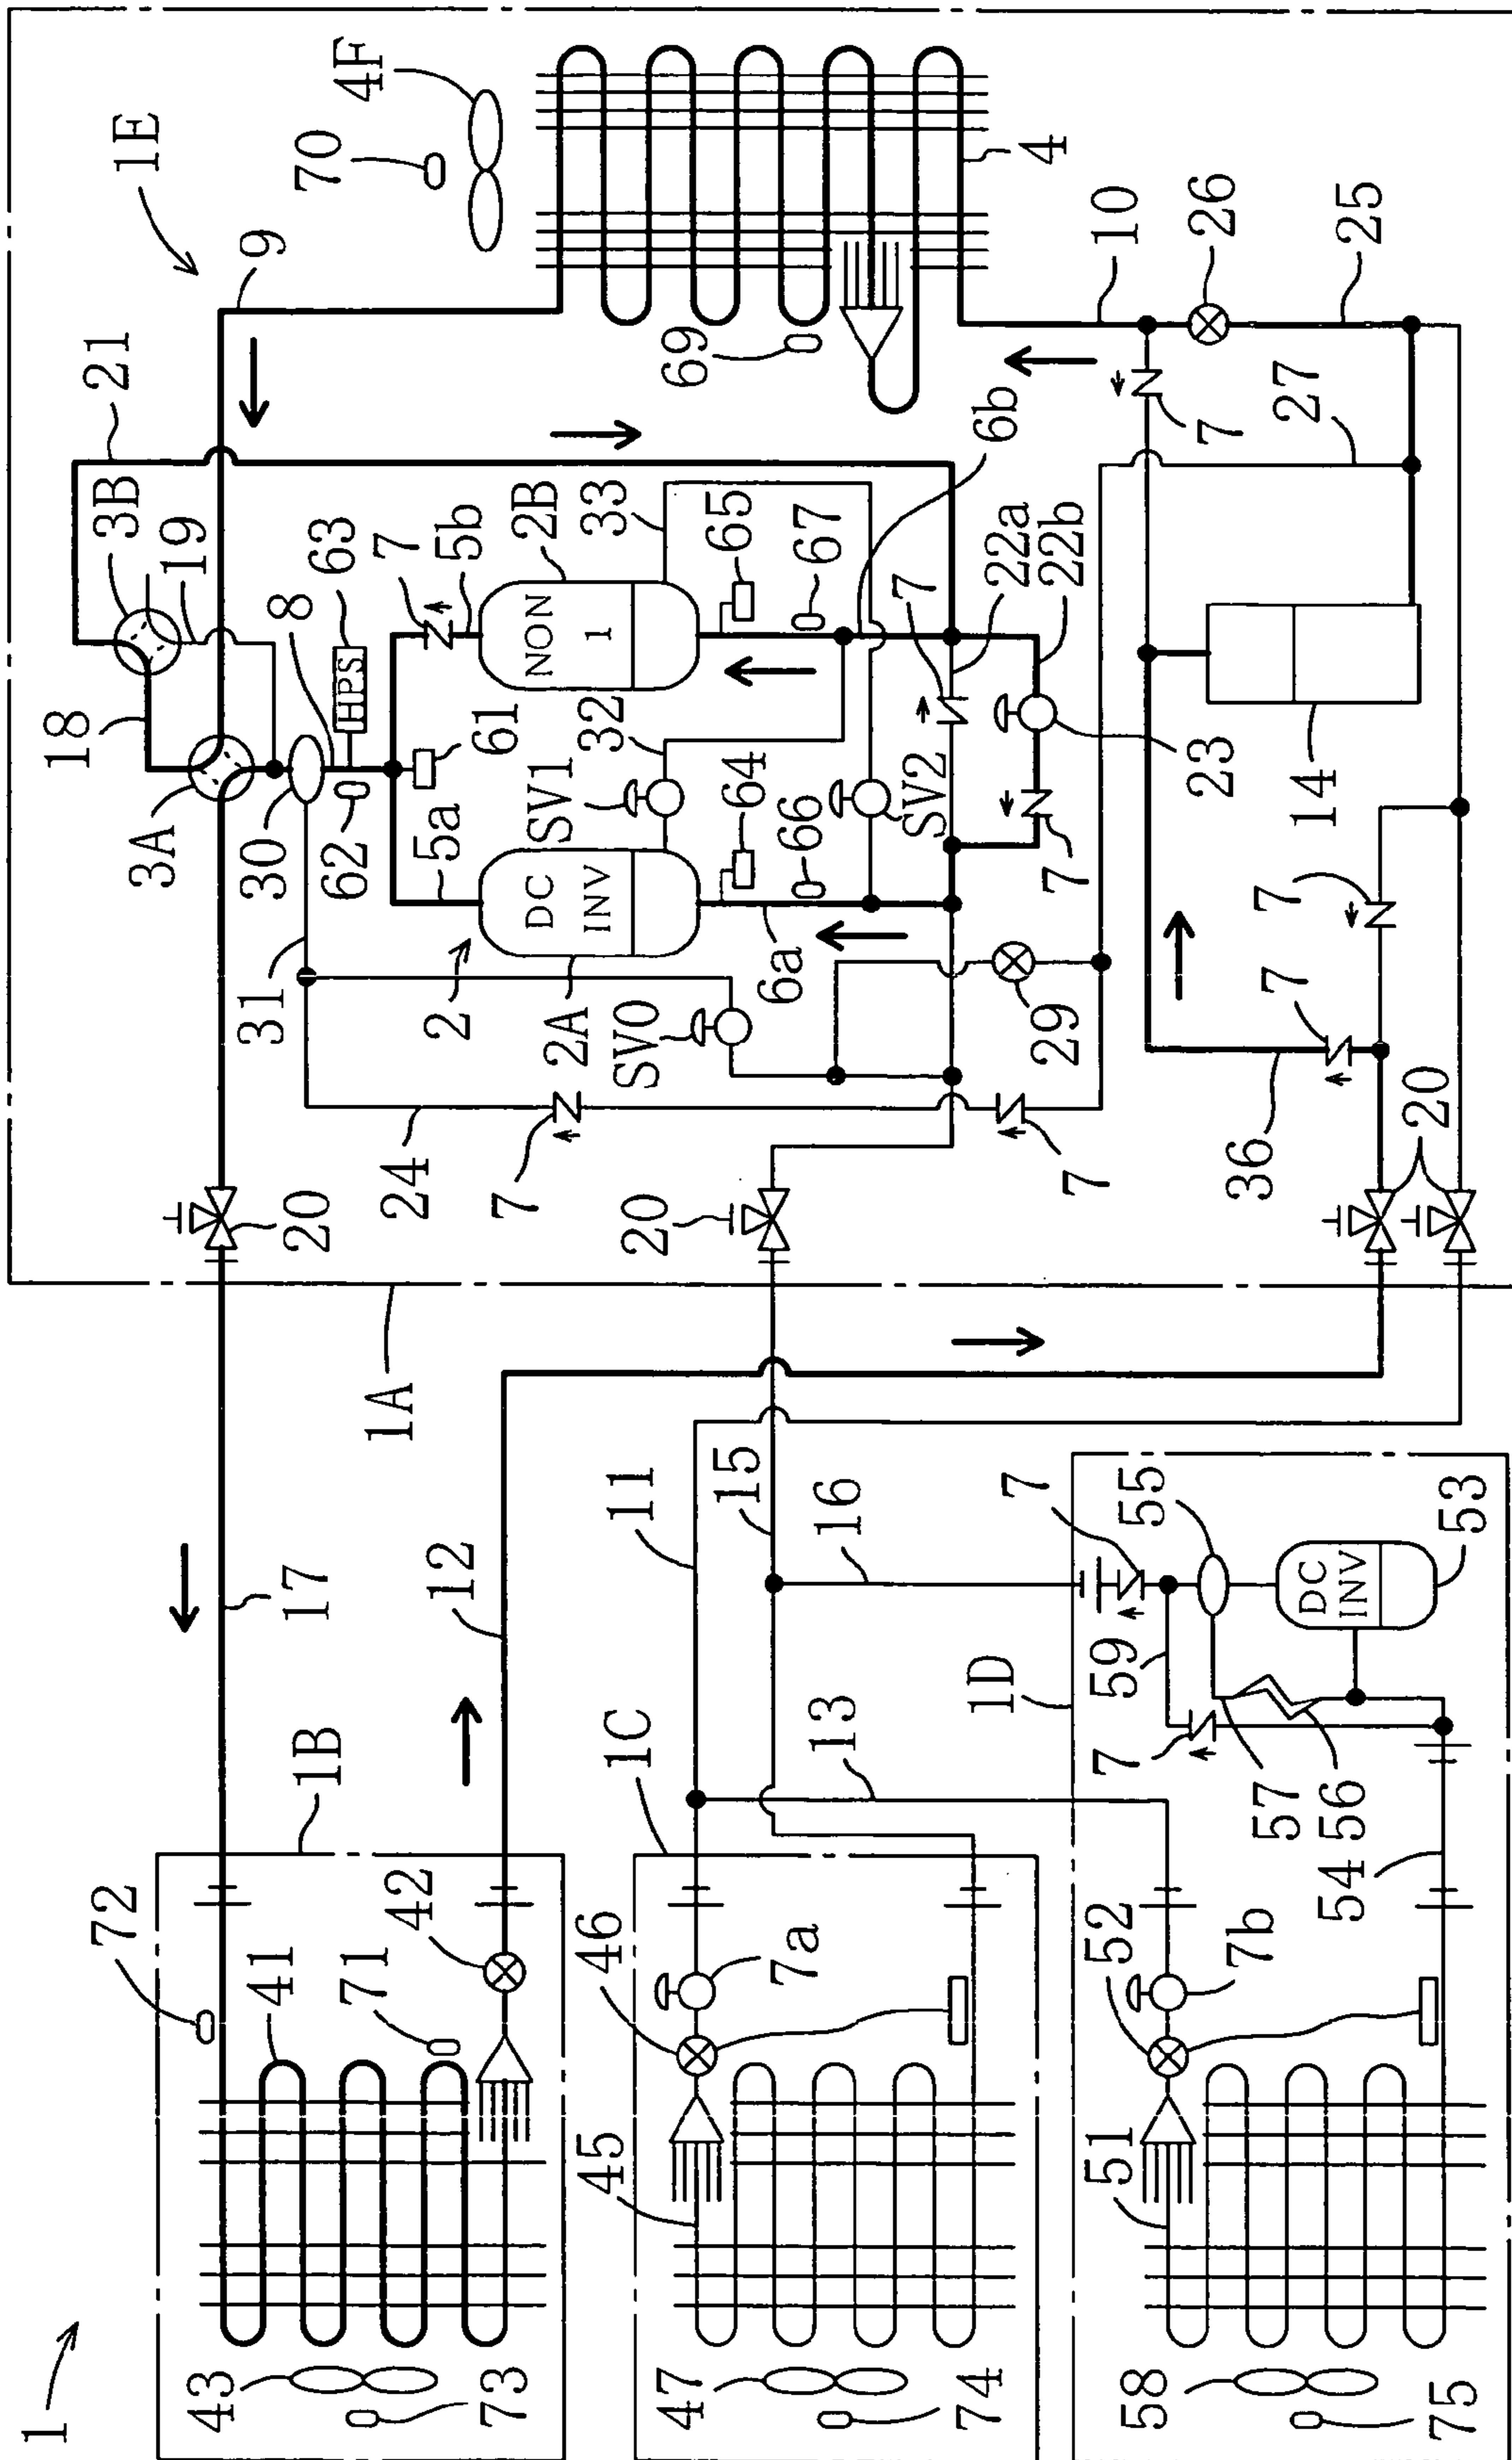 1
1E
4F
70
9
21
3B
19
18
3A
8
63
HPS
30
62
61
7
5b
5a
2B
NON
1
33
65
67
69
4
6b
10
26
25
27
7
22a
22b
7
32
SV1
64
66
SV2
23
7
14
31
2
2A
DC
INV
SV0
6a
29
24
7
7
36
7
7
20
20
20
1A
17
12
11
15
16
7
55
53
DC
INV
59
1D
13
7
57
56
54
1B
1C
72
41
71
42
46
7a
52
7b
45
51
43
73
47
74
58
75